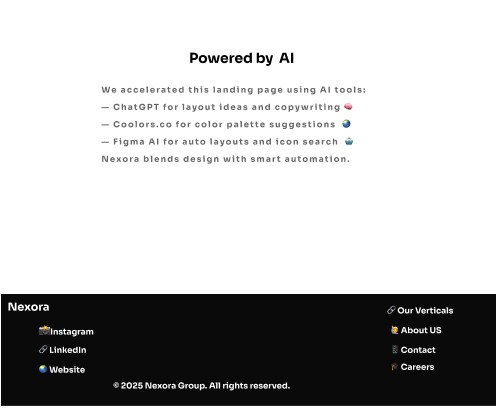 Powered by AI
We accelerated this landing page using AI tools:
— ChatGPT for layout ideas and copywriting 🧠
— Coolors.co for color palette suggestions 🌏
— Figma AI for auto layouts and icon search 🤖
Nexora blends design with smart automation.
Nexora
📸Instagram
🔗 LinkedIn
🌏 Website
🔗 Our Verticals
🙋 About US
📱 Contact
🎓 Careers
© 2025 Nexora Group. All rights reserved.